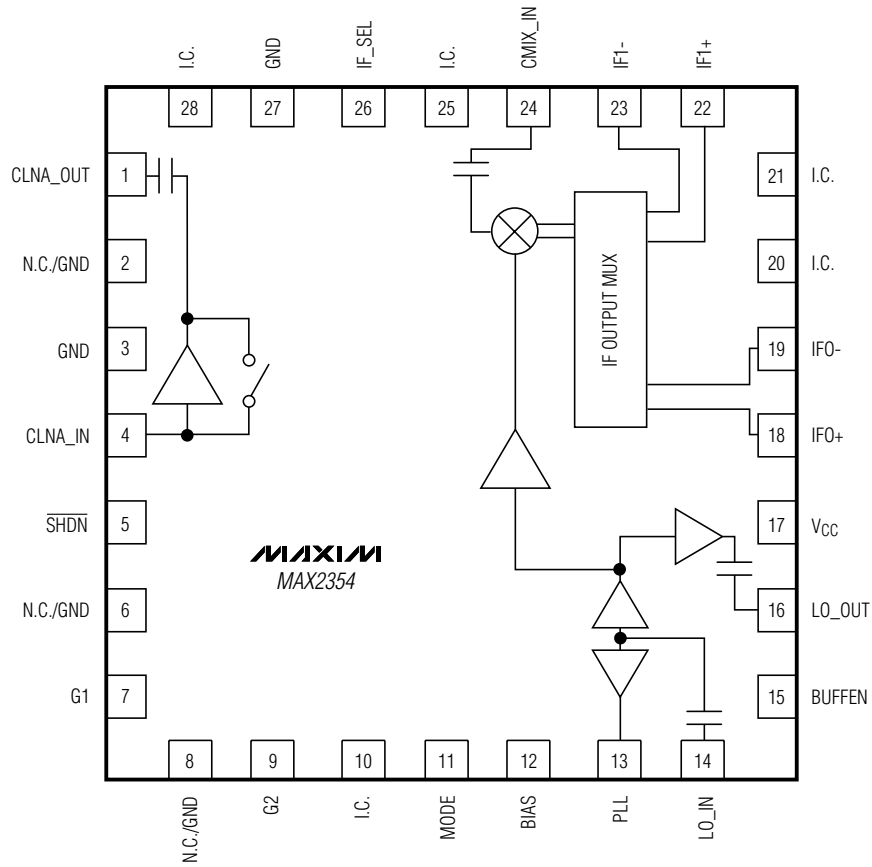 I.C.
GND
IF_SEL
I.C.
CMIX_IN
IF1-
IF1+
28
27
26
25
24
23
22
CLNA_OUT
1
N.C./GND
2
GND
3
CLNA_IN
4
SHDN
5
N.C./GND
6
G1
7
IF OUTPUT MUX
MAXIM
MAX2354
21
I.C.
20
I.C.
19
IF0-
18
IF0+
17
VCC
16
LO_OUT
15
BUFFEN
8
9
10
11
12
13
14
N.C./GND
G2
I.C.
MODE
BIAS
PLL
LO_IN